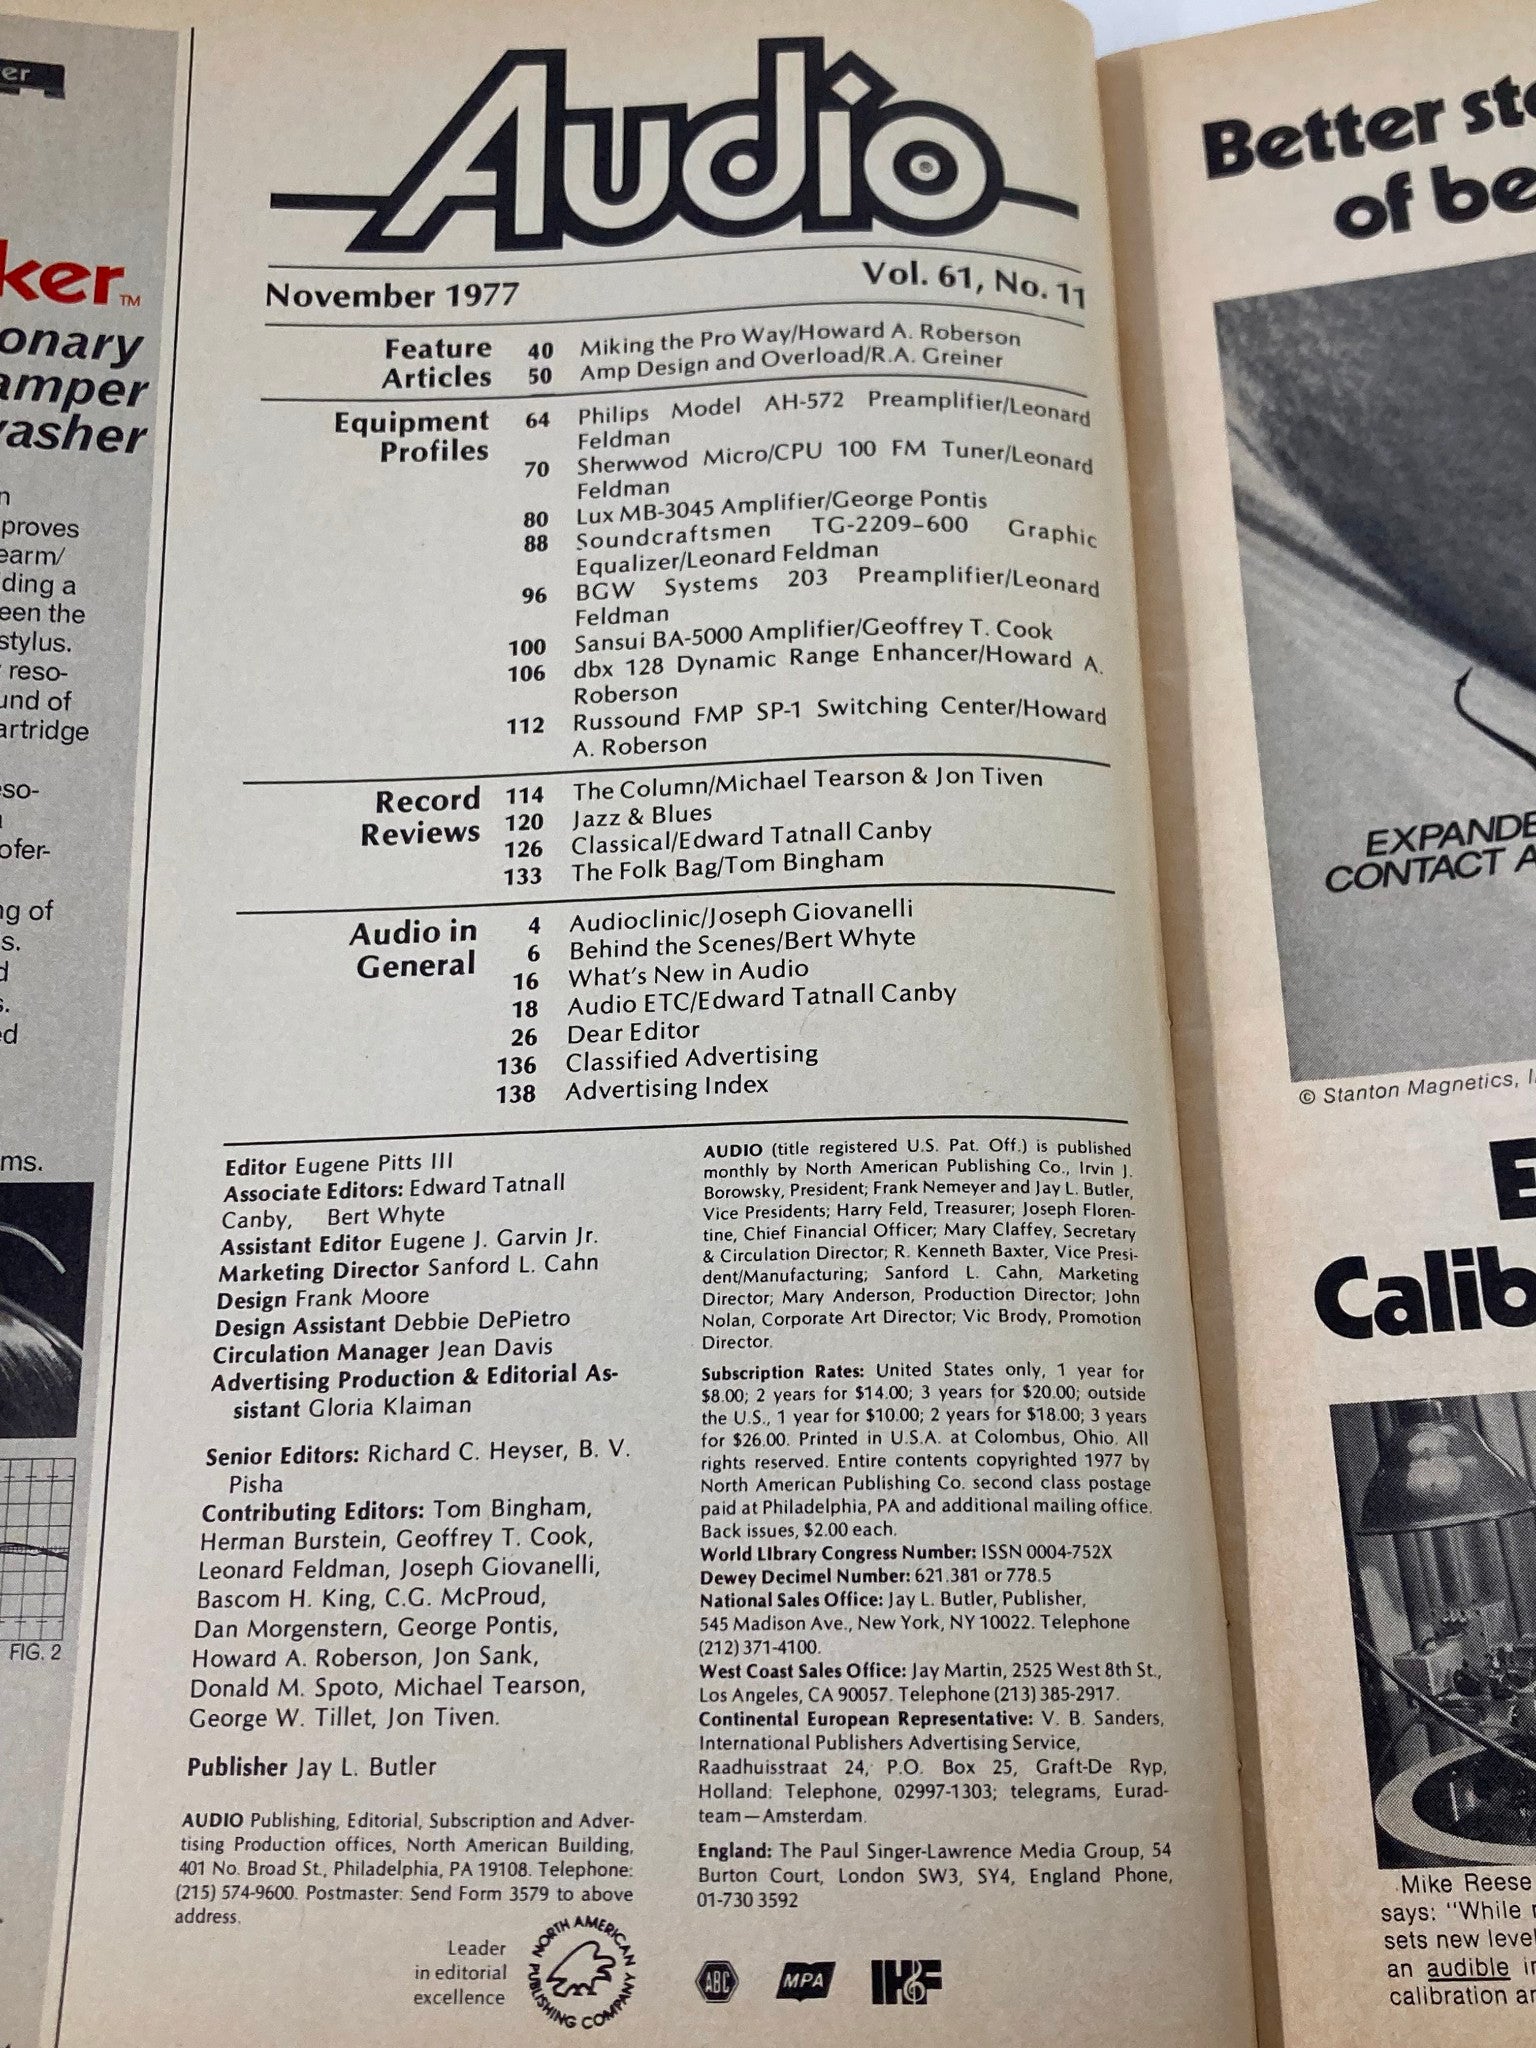 er
ker™
onary
amper
washer
n
proves
earm/
ding a
een the
stylus.
reso-
und of
artridge
eso-
ofer-
ng of
s.
d
s.
ed
ms.
FIG. 2
Audio
November 1977
Vol. 61, No. 11
Feature
Articles
40 Miking the Pro Way/Howard A. Roberson
50 Amp Design and Overload/R.A. Greiner
Equipment
Profiles
64 Philips Model AH-572 Preamplifier/Leonard
Feldman
70 Sherwwod Micro/CPU 100 FM Tuner/Leonard
Feldman
80 Lux MB-3045 Amplifier/George Pontis
88 Soundcraftsmen TG-2209-600 Graphic
Equalizer/Leonard Feldman
96 BGW Systems 203 Preamplifier/Leonard
Feldman
100 Sansui BA-5000 Amplifier/Geoffrey T. Cook
106 dbx 128 Dynamic Range Enhancer/Howard A.
Roberson
112 Russound FMP SP-1 Switching Center/Howard
A. Roberson
Record
Reviews
114 The Column/Michael Tearson & Jon Tiven
120 Jazz & Blues
126 Classical/Edward Tatnall Canby
133 The Folk Bag/Tom Bingham
Audio in
General
4 Audioclinic/Joseph Giovanelli
6 Behind the Scenes/Bert Whyte
16 What's New in Audio
18 Audio ETC/Edward Tatnall Canby
26 Dear Editor
136 Classified Advertising
138 Advertising Index
Editor Eugene Pitts III
Associate Editors: Edward Tatnall
Canby, Bert Whyte
Assistant Editor Eugene J. Garvin Jr.
Marketing Director Sanford L. Cahn
Design Frank Moore
Design Assistant Debbie DePietro
Circulation Manager Jean Davis
Advertising Production & Editorial As-
sistant Gloria Klaiman
Senior Editors: Richard C. Heyser, B. V.
Pisha
Contributing Editors: Tom Bingham,
Herman Burstein, Geoffrey T. Cook,
Leonard Feldman, Joseph Giovanelli,
Bascom H. King, C.G. McProud,
Dan Morgenstern, George Pontis,
Howard A. Roberson, Jon Sank,
Donald M. Spoto, Michael Tearson,
George W. Tillet, Jon Tiven.
Publisher Jay L. Butler
AUDIO Publishing, Editorial, Subscription and Adver-
tising Production offices, North American Building,
401 No. Broad St., Philadelphia, PA 19108. Telephone:
(215) 574-9600. Postmaster: Send Form 3579 to above
address.
Leader
in editorial
excellence
NORTH AMERICAN PUBLISHING COMPANY
AUDIO (title registered U.S. Pat. Off.) is published
monthly by North American Publishing Co., Irvin J.
Borowsky, President; Frank Nemeyer and Jay L. Butler,
Vice Presidents; Harry Feld, Treasurer; Joseph Floren-
tine, Chief Financial Officer; Mary Claffey, Secretary
& Circulation Director; R. Kenneth Baxter, Vice Presi-
dent/Manufacturing; Sanford L. Cahn, Marketing
Director; Mary Anderson, Production Director; John
Nolan, Corporate Art Director; Vic Brody, Promotion
Director.
Subscription Rates: United States only, 1 year for
$8.00; 2 years for $14.00; 3 years for $20.00; outside
the U.S., 1 year for $10.00; 2 years for $18.00; 3 years
for $26.00. Printed in U.S.A. at Colombus, Ohio. All
rights reserved. Entire contents copyrighted 1977 by
North American Publishing Co. second class postage
paid at Philadelphia, PA and additional mailing office.
Back issues, $2.00 each.
World LIbrary Congress Number: ISSN 0004-752X
Dewey Decimal Number: 621.381 or 778.5
National Sales Office: Jay L. Butler, Publisher,
545 Madison Ave., New York, NY 10022. Telephone
(212) 371-4100.
West Coast Sales Office: Jay Martin, 2525 West 8th St.,
Los Angeles, CA 90057. Telephone (213) 385-2917.
Continental European Representative: V. B. Sanders,
International Publishers Advertising Service,
Raadhuisstraat 24, P.O. Box 25, Graft-De Ryp,
Holland: Telephone, 02997-1303; telegrams, Eurad-
team—Amsterdam.
England: The Paul Singer-Lawrence Media Group, 54
Burton Court, London SW3, SY4, England Phone,
01-730 3592
ABC
MPA
IHF
Better ste
of be
EXPANDE
CONTACT A
© Stanton Magnetics, I
E
Calib
Mike Reese
says: "While
sets new level
an audible i
calibration an